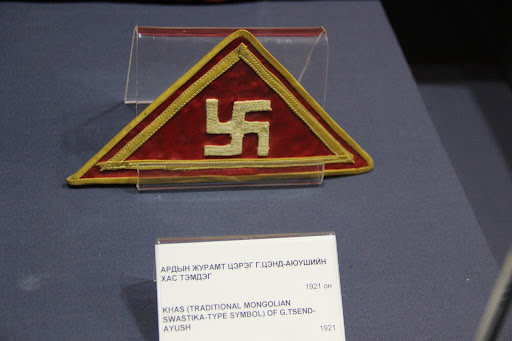 АРДЫН ЖУРАМТ ЦЭРЭГ Г.ЦЭНД-АЮУШИЙН
ХАС ТЭМДЭГ
1921 он
KHAS (TRADITIONAL MONGOLIAN
SWASTIKA-TYPE SYMBOL) OF G.TSEND-
AYUSH 1921